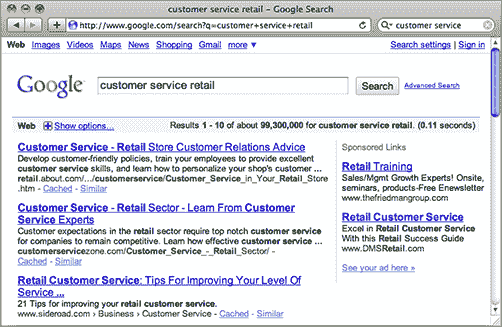 customer service retail - Google Search
http://www.google.com/search?q=customer+service+retail
customer service
Web Images Videos Maps News Shopping Gmail more ▼
Search settings | Sign in
Google
customer service retail
Search
Advanced Search
Web Show options...
Results 1 - 10 of about 99,300,000 for customer service retail. (0.11 seconds)
Customer Service - Retail Store Customer Relations Advice
Develop customer-friendly policies, train your employees to provide excellent
customer service skills, and learn how to personalize your shop's customer ...
retail.about.com/.../customerservice/Customer_Service_in_Your_Retail_Store
.htm - Cached - Similar
Customer Service - Retail Sector - Learn From Customer
Service Experts
Customer expectations in the retail sector require top notch customer service
for companies to remain competitive. Learn how effective customer service ...
customerservicezone.com/Customer_Service_-_Retail_Sector/ -
Cached - Similar
Retail Customer Service: Tips For Improving Your Level Of
Service ...
21 Tips for improving your retail customer service.
www.sideroad.com › Business › Customer Service - Cached - Similar
Sponsored Links
Retail Training
Sales/Mgmt Growth Experts! Onsite,
seminars, products-Free Enewsletter
www.thefriedmangroup.com
Retail Customer Service
Excel in Retail Customer Service
With this Retail Success Guide
www.DMSRetail.com
See your ad here »